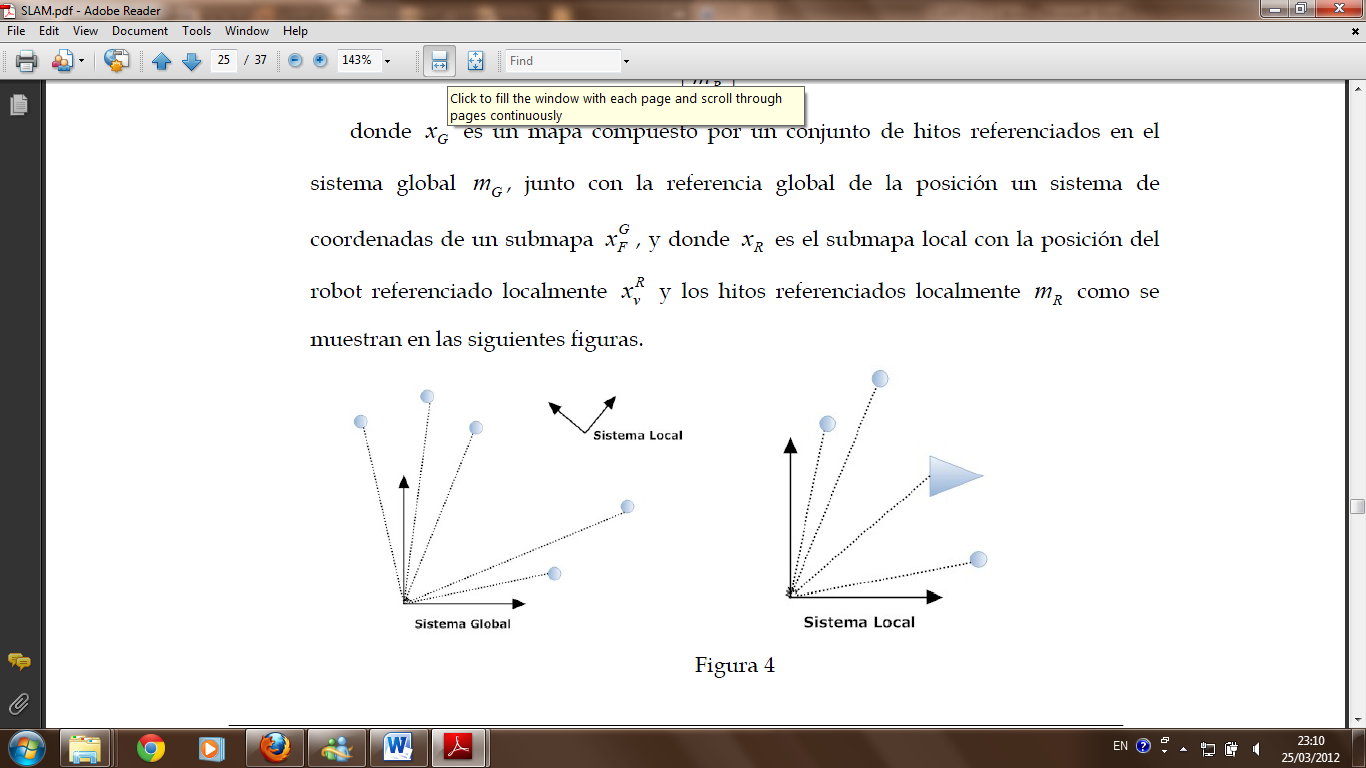 SLAM.pdf - Adobe Reader
File Edit View Document Tools Window Help
25 / 37 143% Find
Click to fill the window with each page and scroll through
pages continuously
donde x_G es un mapa compuesto por un conjunto de hitos referenciados en el
sistema global m_G, junto con la referencia global de la posición un sistema de
coordenadas de un submapa x_F^G, y donde x_R es el submapa local con la posición del
robot referenciado localmente x_v^R y los hitos referenciados localmente m_R como se
muestran en las siguientes figuras.
Sistema Local
Sistema Global
Sistema Local
Figura 4
EN
23:10
25/03/2012